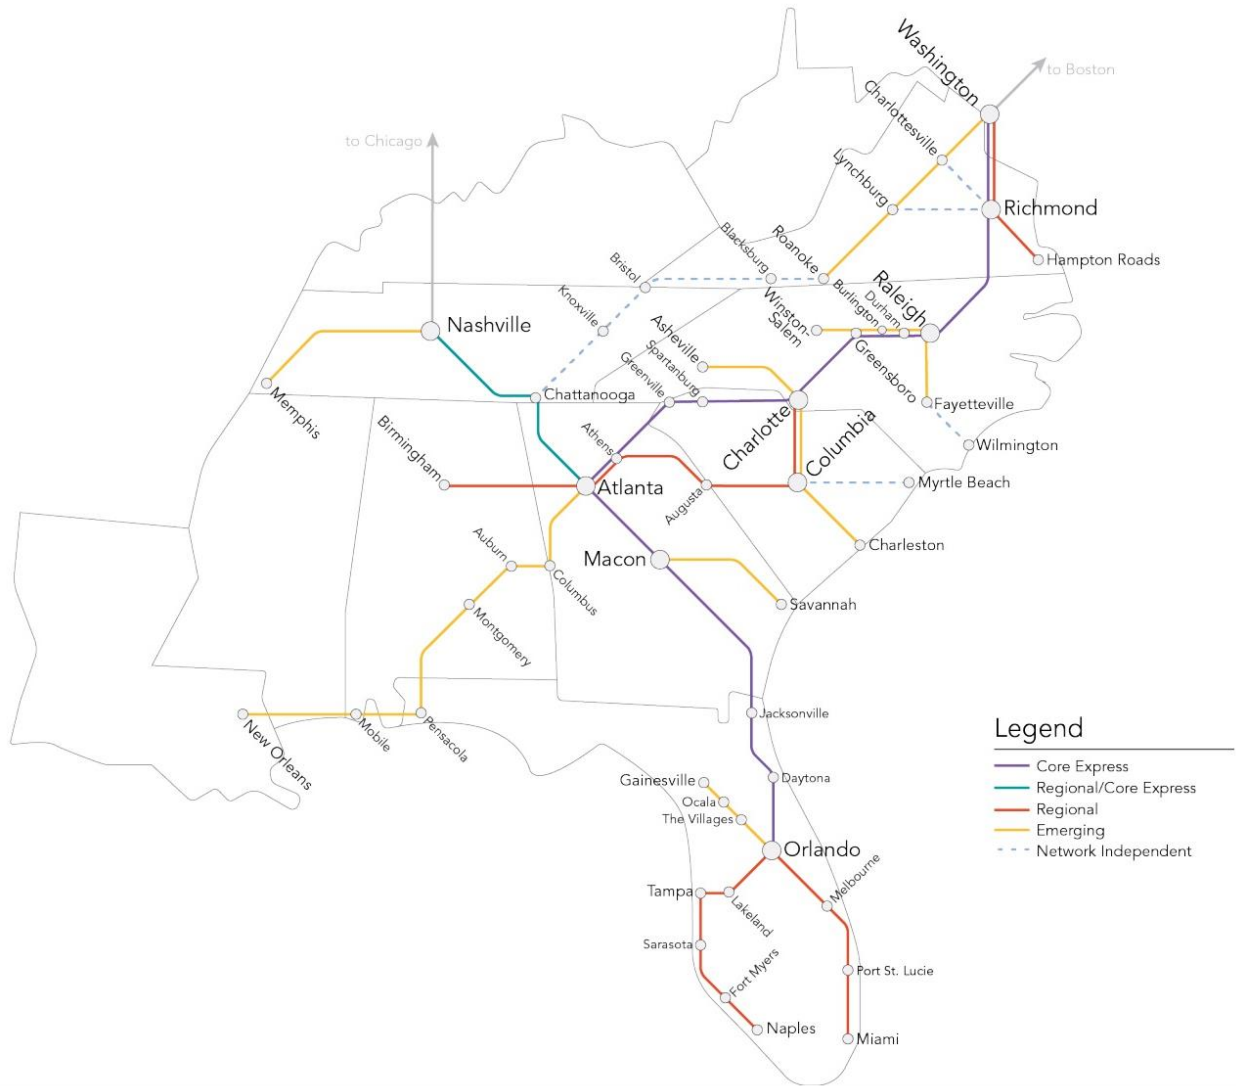 Washington
to Boston
Charlottesville
to Chicago
Lynchburg
Richmond
Blacksburg
Roanoke
Hampton Roads
Bristol
Raleigh
Burlington
Durham
Knoxville
Winston-
Salem
Nashville
Asheville
Spartanburg
Greenville
Greensboro
Chattanooga
Fayetteville
Memphis
Charlotte
Columbia
Wilmington
Birmingham
Athens
Atlanta
Augusta
Myrtle Beach
Auburn
Macon
Charleston
Columbus
Savannah
Montgomery
Jacksonville
New Orleans
Mobile
Pensacola
Legend
Core Express
Regional/Core Express
Regional
Emerging
Network Independent
Gainesville
Daytona
Ocala
The Villages
Orlando
Melbourne
Tampa
Lakeland
Sarasota
Fort Myers
Port St. Lucie
Naples
Miami